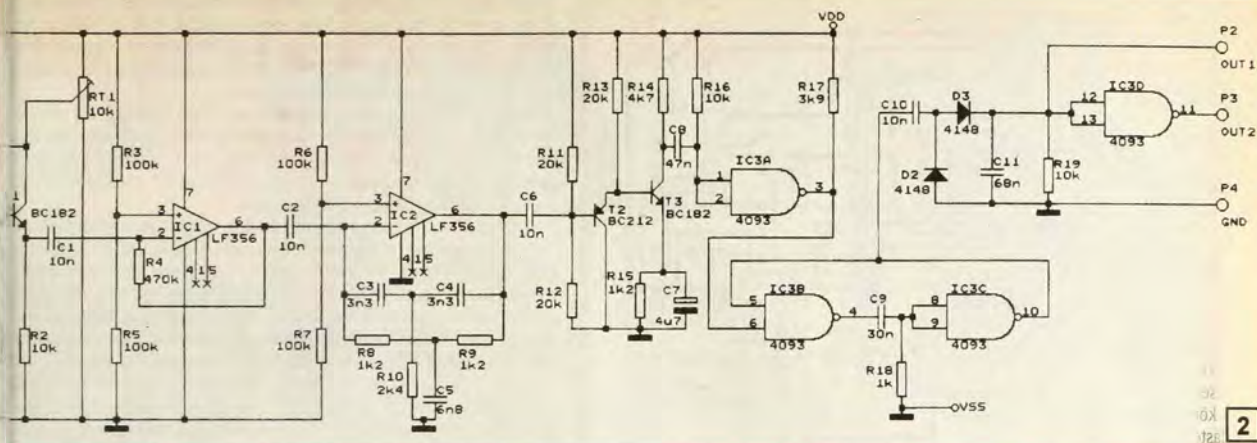 VDD
P2
OUT1
RT1
10k
R3
100k
R6
100k
R11
20k
R13
20k
R14
4k7
R16
10k
R17
3k9
C8
47n
C10
10n
D3
4148
IC3D
12
13
11
4093
P3
OUT2
D2
4148
C11
68n
R19
10k
P4
GND
1
BC182
C1
10n
3
2
7
+
-
IC1
6
LF356
4 1 5
R4
470k
C2
10n
3
2
7
+
-
IC2
6
LF356
4 1 5
C6
10n
T2
BC212
T3
BC182
IC3A
1
2
3
4093
C3
3n3
C4
3n3
R2
10k
R5
100k
R7
100k
R8
1k2
R9
1k2
R10
2k4
C5
6n8
R12
20k
R15
1k2
C7
4u7
IC3B
5
6
4
4093
C9
30n
IC3C
8
9
10
4093
R18
1k
VSS
2